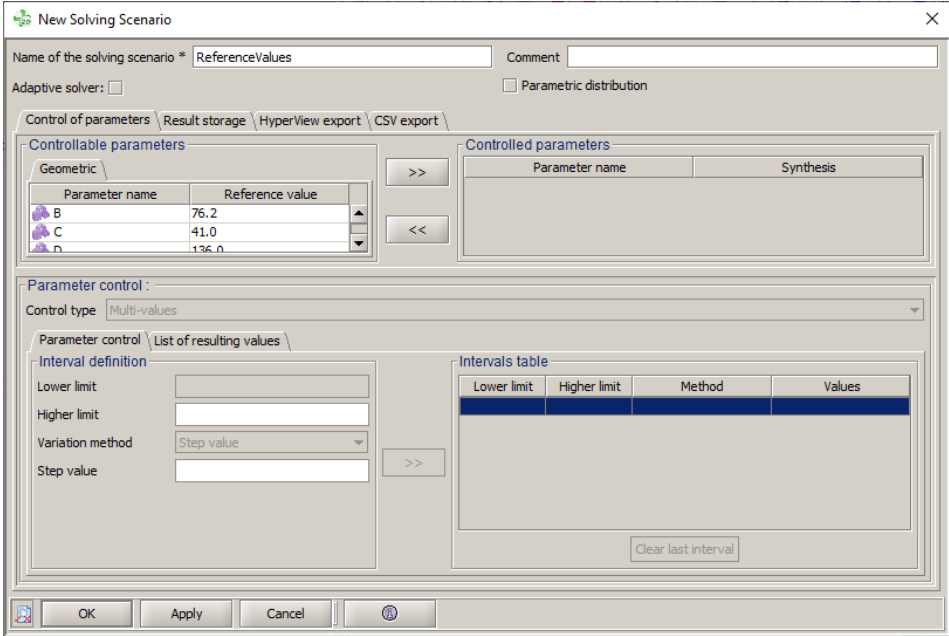 New Solving Scenario
Name of the solving scenario * ReferenceValues Comment
Adaptive solver: Parametric distribution
Control of parameters Result storage HyperView export CSV export
Controllable parameters Controlled parameters
Geometric >> Parameter name Synthesis
Parameter name Reference value
B 76.2
C 41.0 <<
D 136.0
Parameter control :
Control type Multi-values
Parameter control List of resulting values
Interval definition Intervals table
Lower limit Lower limit Higher limit Method Values
Higher limit
Variation method Step value
Step value >>
Clear last interval
OK Apply Cancel